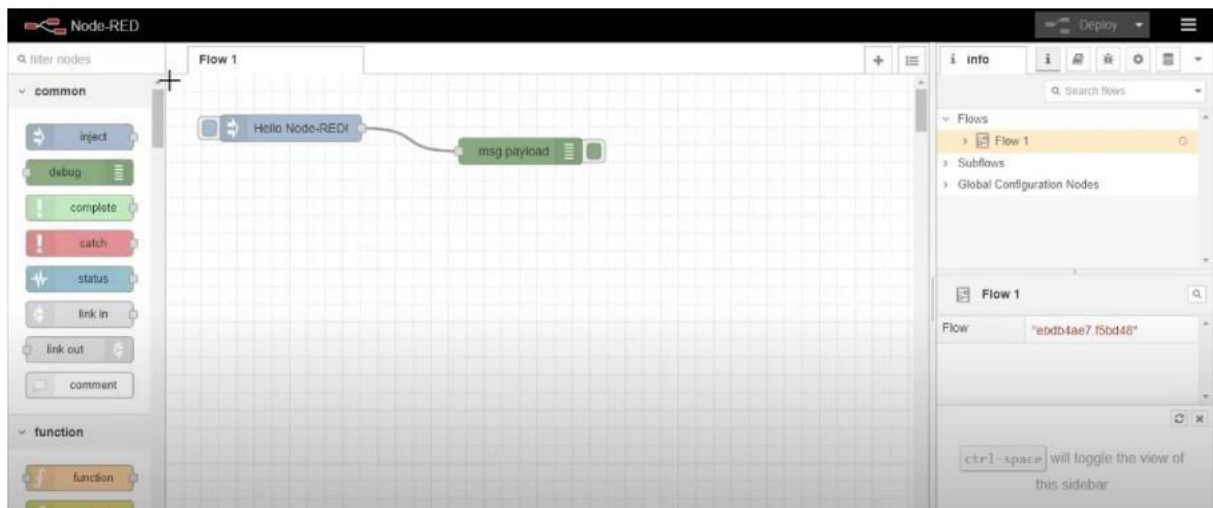 Node-RED
Deploy
filter nodes
Flow 1
info
Search flows
common
inject
debug
complete
catch
status
link in
link out
comment
function
function
Hello Node-RED!
msg.payload
Flows
Flow 1
Subflows
Global Configuration Nodes
Flow 1
Flow "ebdb4ae7.f5bd48"
ctrl-space will toggle the view of
this sidebar